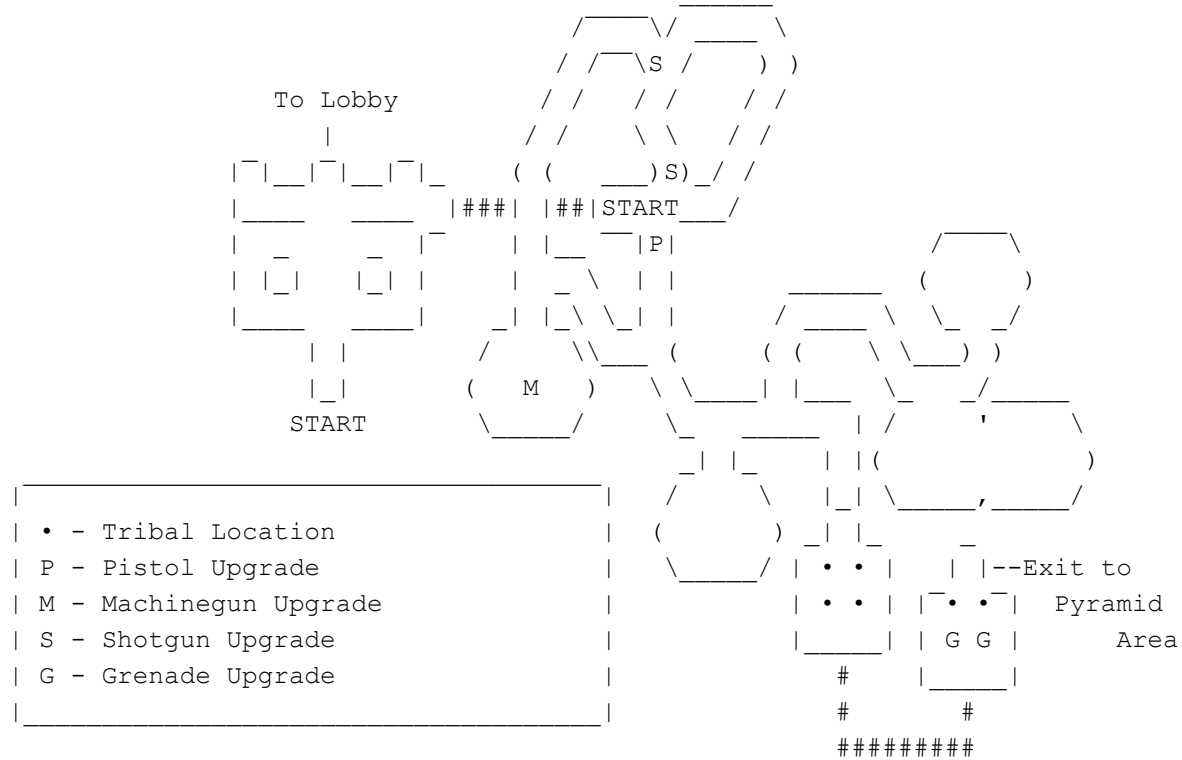 S
To Lobby
S
START
P
M
START
• - Tribal Location
P - Pistol Upgrade
• •
--Exit to
M - Machinegun Upgrade
• •
• •
Pyramid
S - Shotgun Upgrade
G G
Area
G - Grenade Upgrade